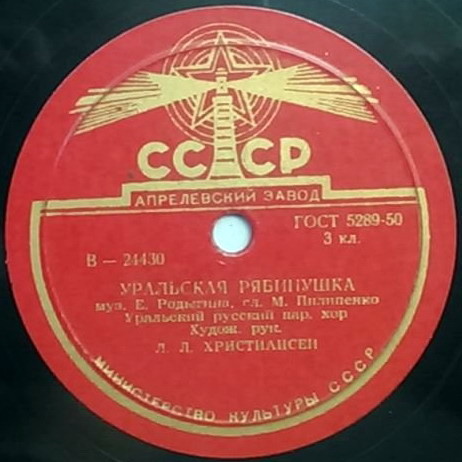 СССР
АПРЕЛЕВСКИЙ ЗАВОД
ГОСТ 5289-50
3 кл.
В — 24430
УРАЛЬСКАЯ РЯБИНУШКА
муз. Е. Родыгина, сл. М. Пилипенко
Уральский русский нар. хор
Худож. рук.
Л. Л. ХРИСТИАНСЕН
МИНИСТЕРСТВО КУЛЬТУРЫ СССР